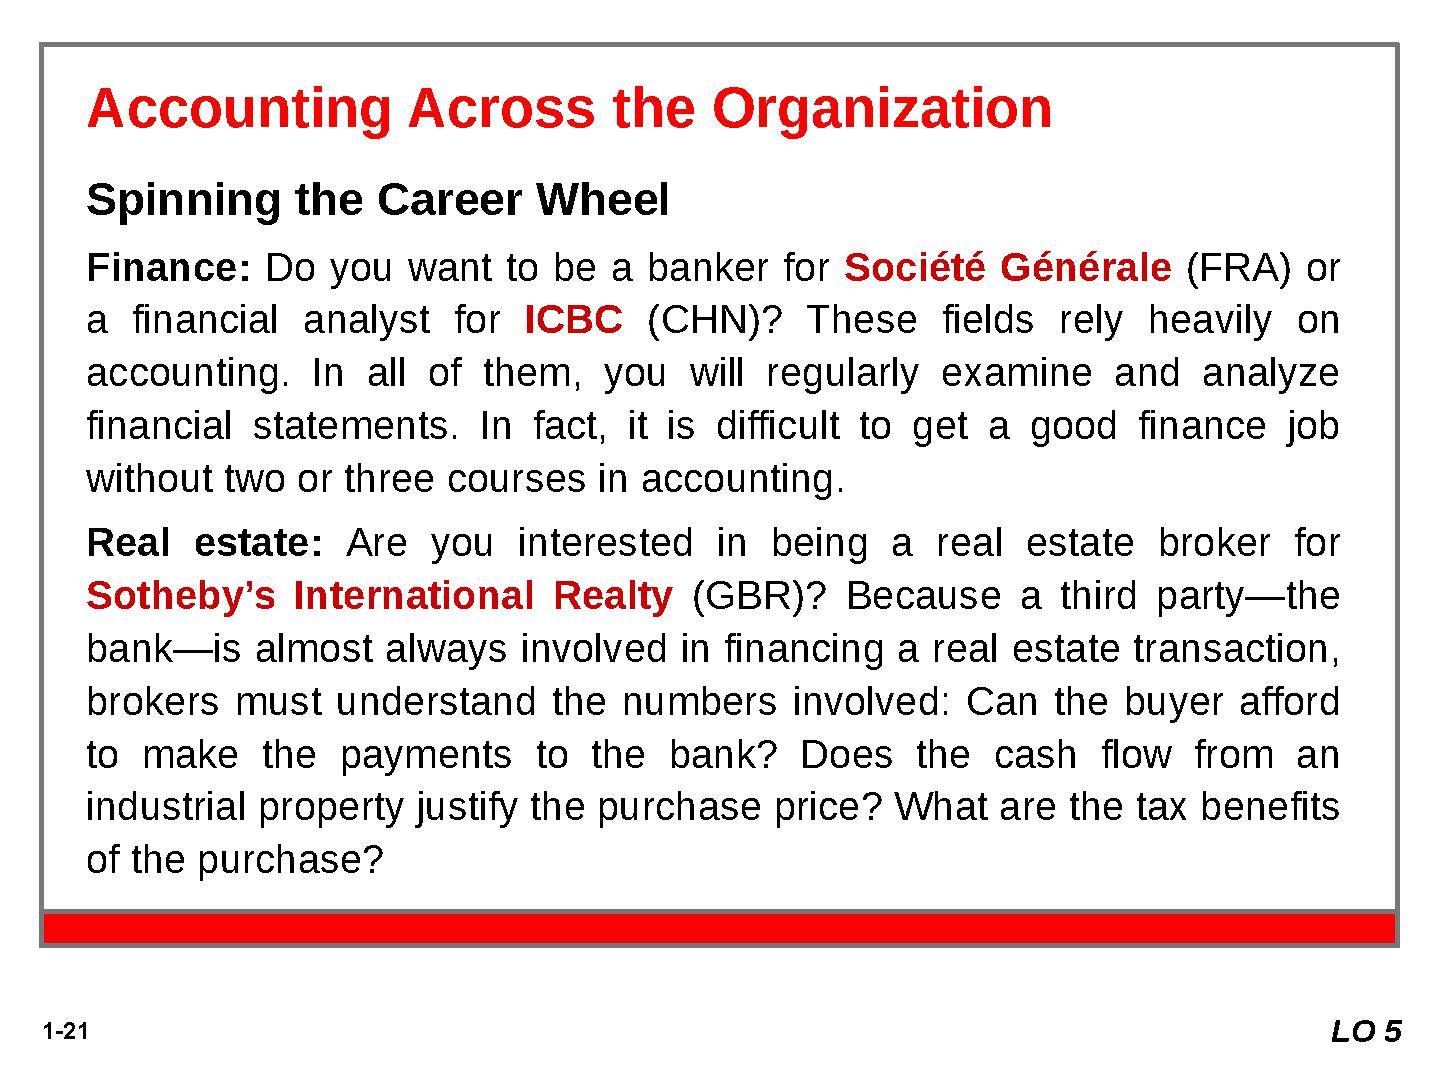 Accounting Across the Organization
Spinning the Career Wheel
Finance: Do you want to be a banker for Société Générale (FRA) or
a financial analyst for ICBC (CHN)? These fields rely heavily on
accounting. In all of them, you will regularly examine and analyze
financial statements. In fact, it is difficult to get a good finance job
without two or three courses in accounting.
Real estate: Are you interested in being a real estate broker for
Sotheby’s International Realty (GBR)? Because a third party—the
bank—is almost always involved in financing a real estate transaction,
brokers must understand the numbers involved: Can the buyer afford
to make the payments to the bank? Does the cash flow from an
industrial property justify the purchase price? What are the tax benefits
of the purchase?
1-21
LO 5